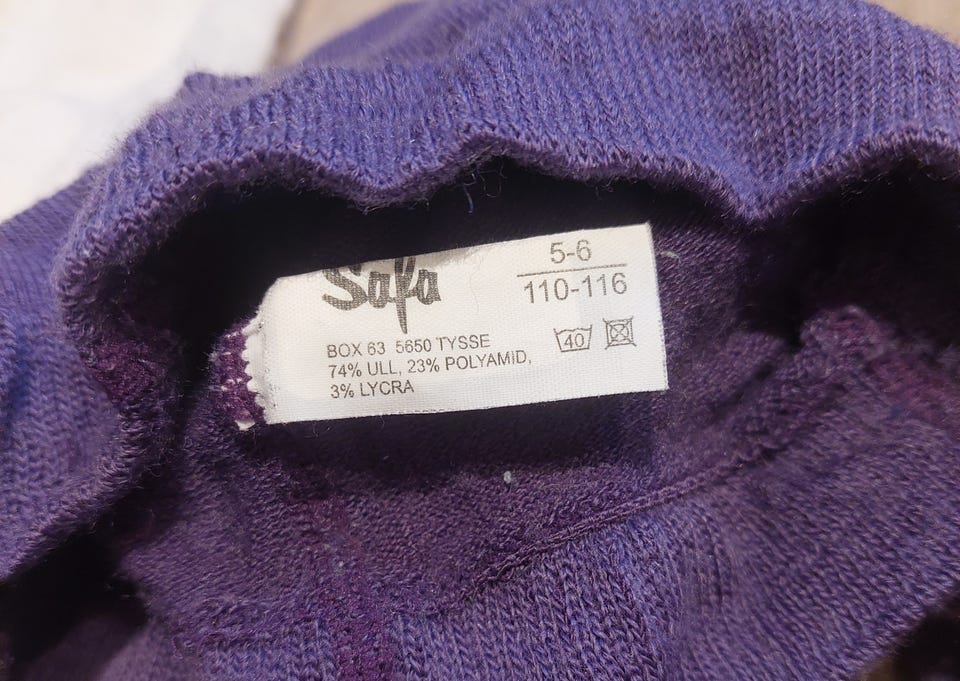 Safa
5-6
110-116
BOX 63 5650 TYSSE
74% ULL, 23% POLYAMID,
3% LYCRA
40